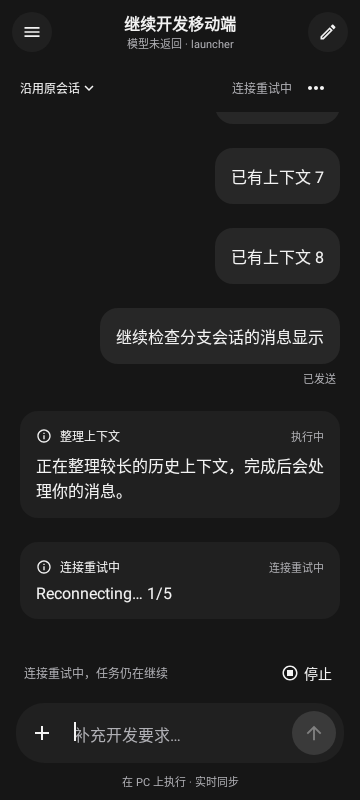 继续开发移动端
模型未返回 · launcher
沿用原会话
连接重试中
已有上下文 7
已有上下文 8
继续检查分支会话的消息显示
已发送
整理上下文
执行中
正在整理较长的历史上下文，完成后会处
理你的消息。
连接重试中
连接重试中
Reconnecting... 1/5
连接重试中，任务仍在继续
停止
补充开发要求...
在 PC 上执行 · 实时同步